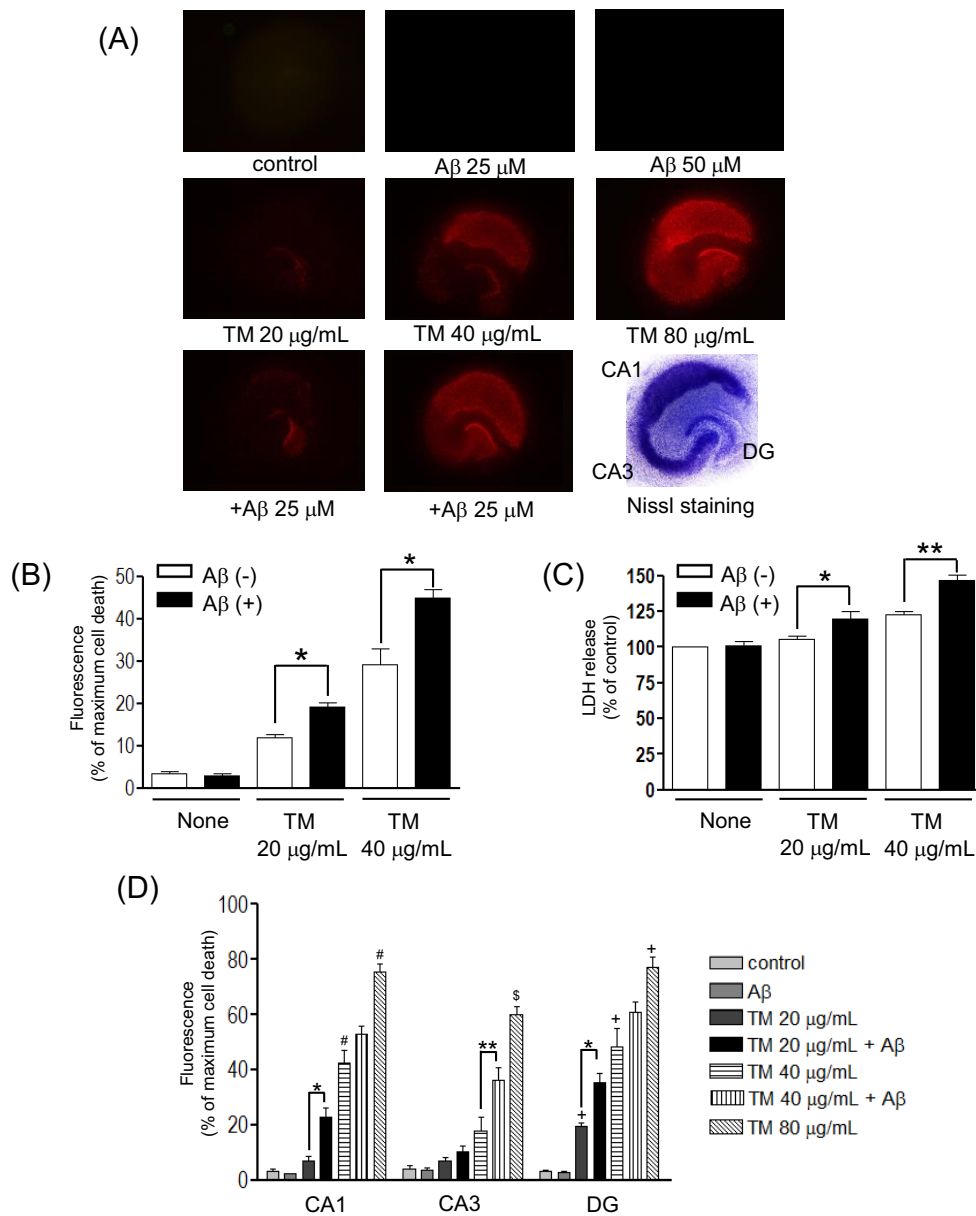 (A)
control
Aβ 25 μM
Aβ 50 μM
TM 20 μg/mL
TM 40 μg/mL
TM 80 μg/mL
+Aβ 25 μM
+Aβ 25 μM
CA1
CA3
DG
Nissl staining
(B)
Fluorescence
(% of maximum cell death)
50
40
30
20
10
0
Aβ (-)
Aβ (+)
*
*
None
TM
20 μg/mL
TM
40 μg/mL
(C)
LDH release
(% of control)
150
125
100
75
50
25
0
Aβ (-)
Aβ (+)
*
**
None
TM
20 μg/mL
TM
40 μg/mL
(D)
Fluorescence
(% of maximum cell death)
100
80
60
40
20
0
*
#
#
**
$
+
*
+
+
CA1
CA3
DG
control
Aβ
TM 20 μg/mL
TM 20 μg/mL + Aβ
TM 40 μg/mL
TM 40 μg/mL + Aβ
TM 80 μg/mL